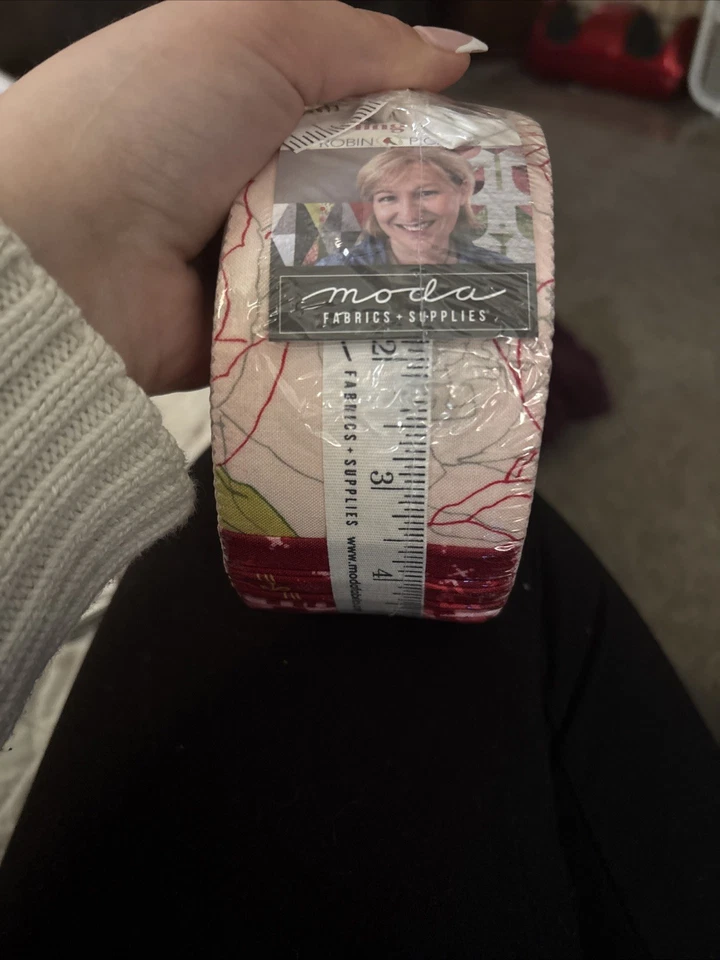 ROBIN
moda
FABRICS + SUPPLIES
2
3
4
FABRICS + SUPPLIES